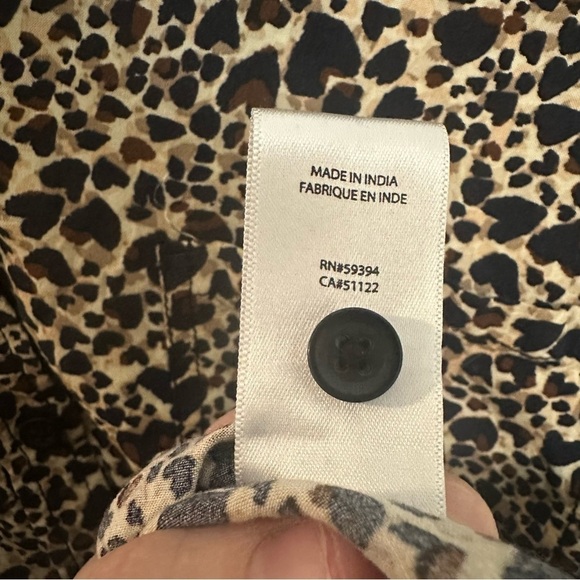 MADE IN INDIA
FABRIQUE EN INDE
RN#59394
CA#51122